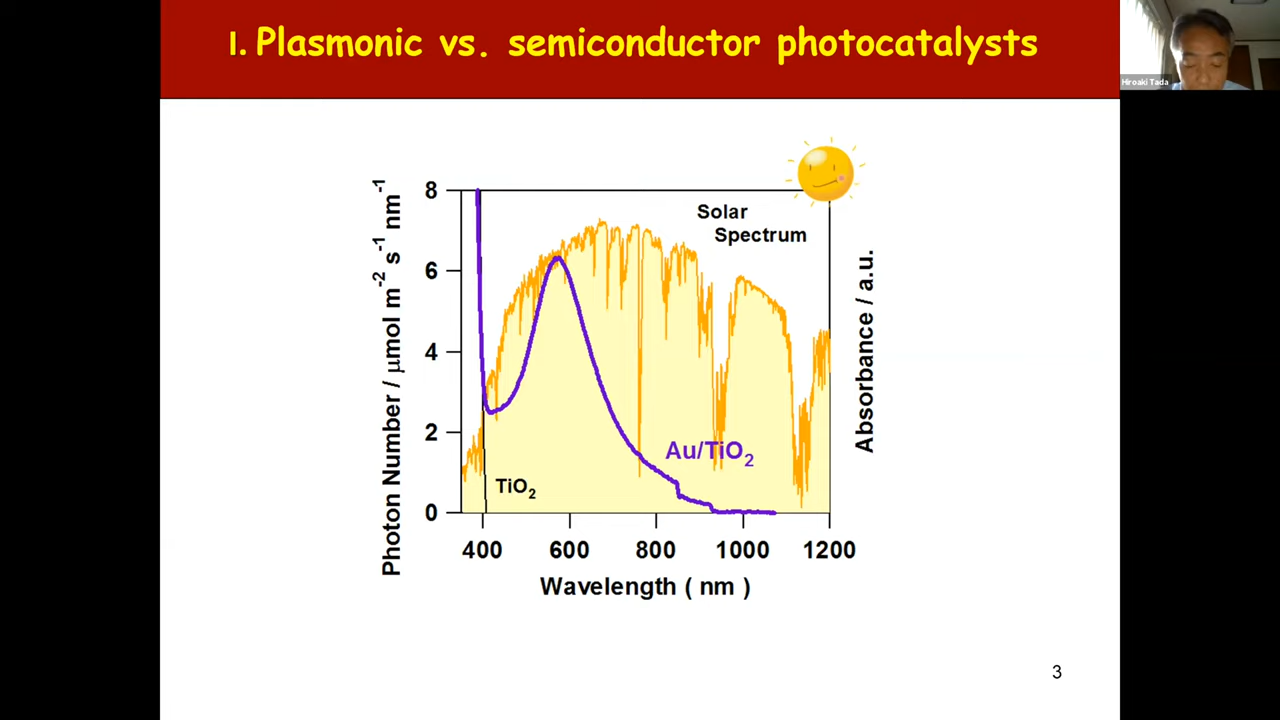 I. Plasmonic vs. semiconductor photocatalysts
Hiroaki Tada
Solar
Spectrum
Photon Number / μmol m⁻² s⁻¹ nm⁻¹
8
6
4
2
0
Absorbance / a.u.
Au/TiO₂
TiO₂
400 600 800 1000 1200
Wavelength ( nm )
3